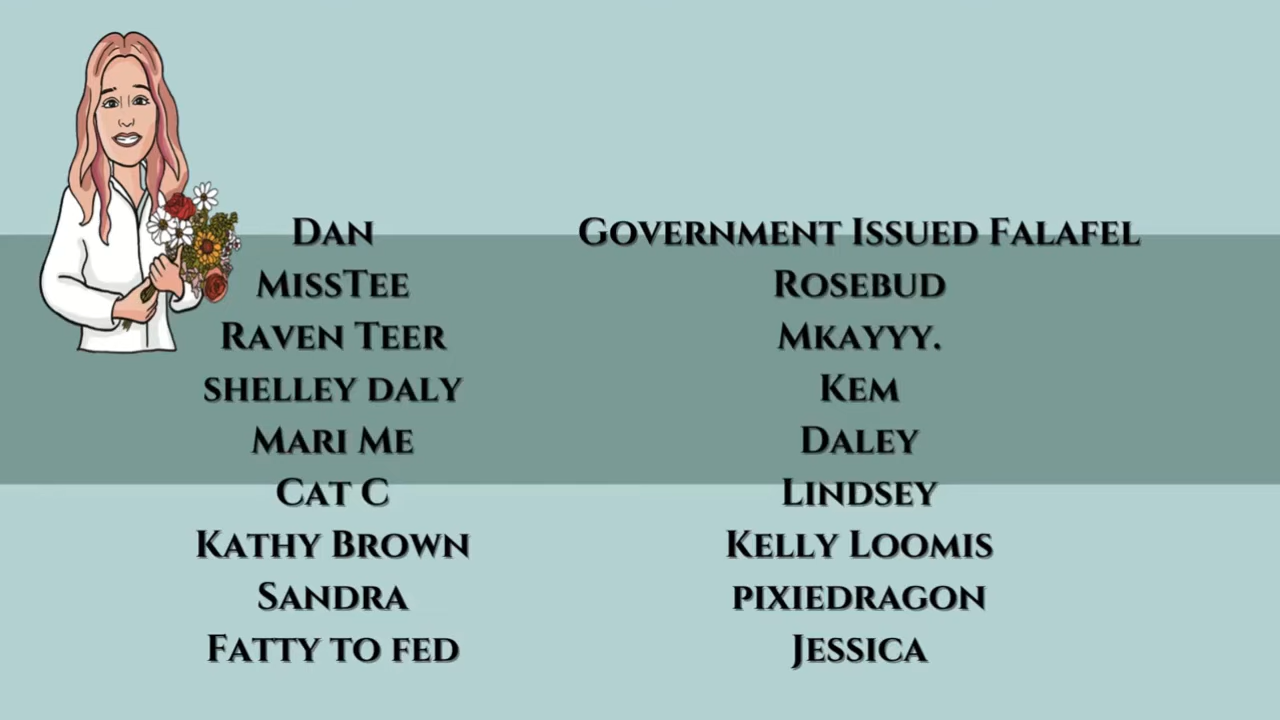 Dan
MissTee
Raven Teer
shelley daly
Mari Me
Cat C
Kathy Brown
Sandra
Fatty to fed
Government Issued Falafel
Rosebud
Mkayyy.
Kem
Daley
Lindsey
Kelly Loomis
pixiedragon
Jessica